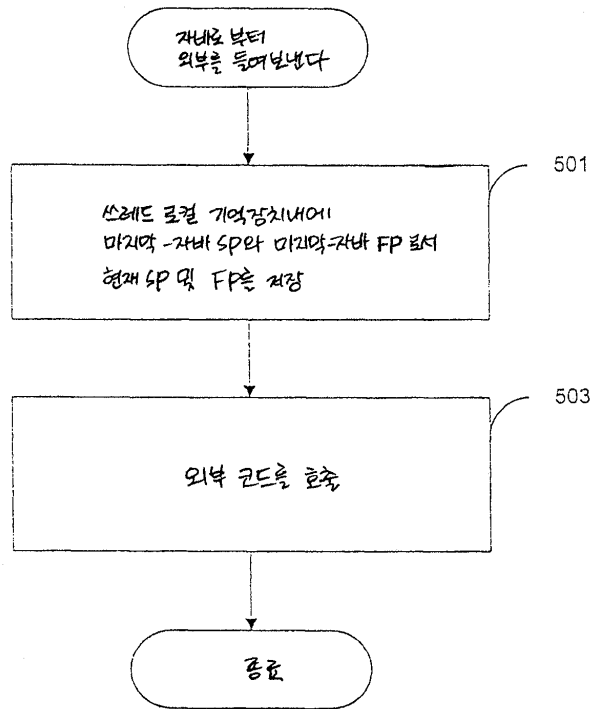 자바로 부터
외부를 들여보낸다
501
쓰레드 로컬 기억장치내에
마지막-자바 SP와 마지막-자바 FP로서
현재 SP 및 FP를 저장
503
외부 코드를 호출
종료